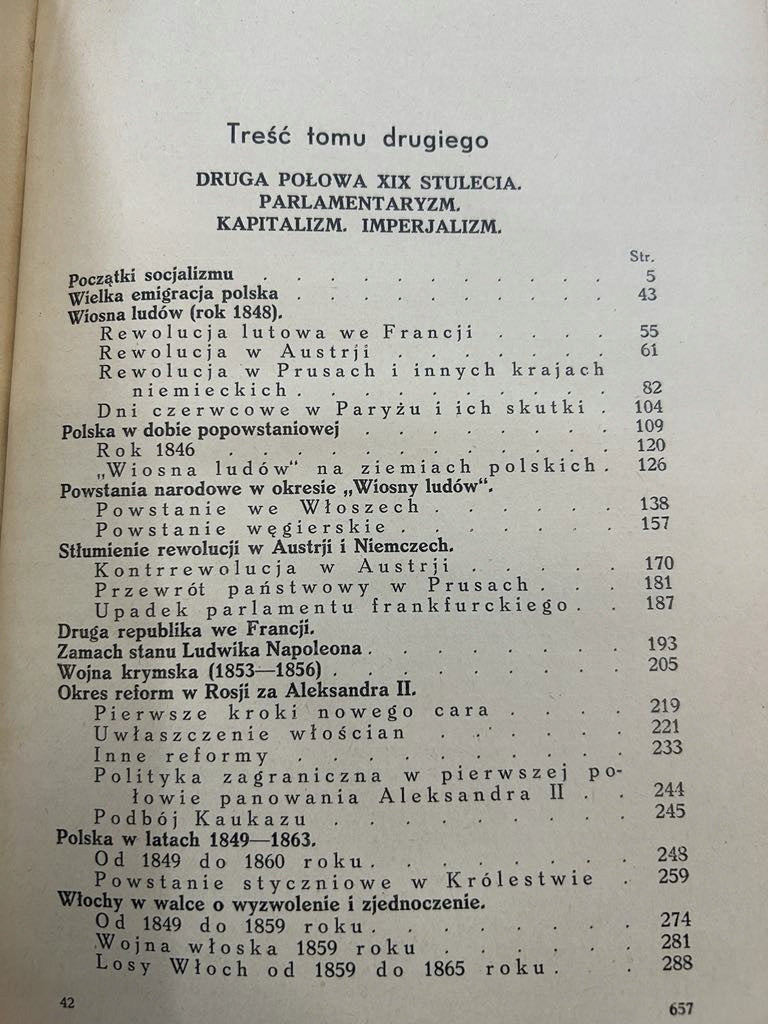 Treść tomu drugiego
DRUGA POŁOWA XIX STULECIA.
PARLAMENTARYZM.
KAPITALIZM. IMPERJALIZM.
Str.
Początki socjalizmu . . . . . . . . . . . 5
Wielka emigracja polska . . . . . . . . . . 43
Wiosna ludów (rok 1848).
Rewolucja lutowa we Francji . . . . 55
Rewolucja w Austrji . . . . . . . 61
Rewolucja w Prusach i innych krajach
niemieckich . . . . . . . . . . 82
Dni czerwcowe w Paryżu i ich skutki . 104
Polska w dobie popowstaniowej . . . . . . . . 109
Rok 1846 . . . . . . . . . . . . 120
„Wiosna ludów“ na ziemiach polskich . 126
Powstania narodowe w okresie „Wiosny ludów“.
Powstanie we Włoszech . . . . . . 138
Powstanie węgierskie . . . . . . . 157
Stłumienie rewolucji w Austrji i Niemczech.
Kontrrewolucja w Austrji . . . . . 170
Przewrót państwowy w Prusach . . . 181
Upadek parlamentu frankfurckiego . . . 187
Druga republika we Francji.
Zamach stanu Ludwika Napoleona . . . . . . . 193
Wojna krymska (1853—1856) . . . . . . . . . 205
Okres reform w Rosji za Aleksandra II.
Pierwsze kroki nowego cara . . . . 219
Uwłaszczenie włościan . . . . . . 221
Inne reformy . . . . . . . . . . 233
Polityka zagraniczna w pierwszej po-
łowie panowania Aleksandra II . . 244
Podbój Kaukazu . . . . . . . . . 245
Polska w latach 1849—1863.
Od 1849 do 1860 roku . . . . . . . 248
Powstanie styczniowe w Królestwie . 259
Włochy w walce o wyzwolenie i zjednoczenie.
Od 1849 do 1859 roku . . . . . . . 274
Wojna włoska 1859 roku . . . . . . 281
Losy Włoch od 1859 do 1865 roku . . 288
42 657